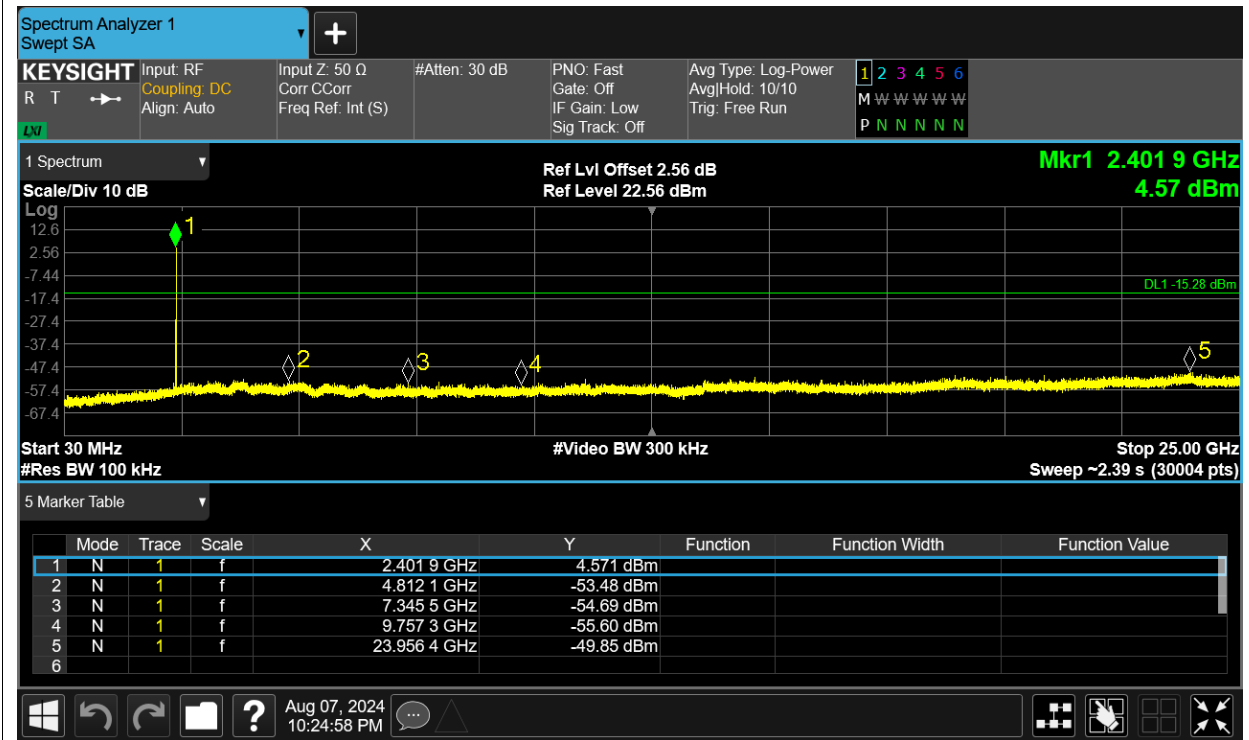 Spectrum Analyzer 1
Swept SA
KEYSIGHT
R T
LXI
Input: RF
Coupling: DC
Align: Auto
Input Z: 50 Ω
Corr CCorr
Freq Ref: Int (S)
#Atten: 30 dB
PNO: Fast
Gate: Off
IF Gain: Low
Sig Track: Off
Avg Type: Log-Power
Avg|Hold: 10/10
Trig: Free Run
1 2 3 4 5 6
M W W W W W
P N N N N N
1 Spectrum
Scale/Div 10 dB
Ref Lvl Offset 2.56 dB
Ref Level 22.56 dBm
Mkr1 2.401 9 GHz
4.57 dBm
Log
12.6
2.56
-7.44
-17.4
-27.4
-37.4
-47.4
-57.4
-67.4
1
2
3
4
5
DL1 -15.28 dBm
Start 30 MHz
#Video BW 300 kHz
Stop 25.00 GHz
#Res BW 100 kHz
Sweep ~2.39 s (30004 pts)
5 Marker Table
Mode Trace Scale X Y Function Function Width Function Value
1 N 1 f 2.401 9 GHz 4.571 dBm
2 N 1 f 4.812 1 GHz -53.48 dBm
3 N 1 f 7.345 5 GHz -54.69 dBm
4 N 1 f 9.757 3 GHz -55.60 dBm
5 N 1 f 23.956 4 GHz -49.85 dBm
6
?
Aug 07, 2024
10:24:58 PM